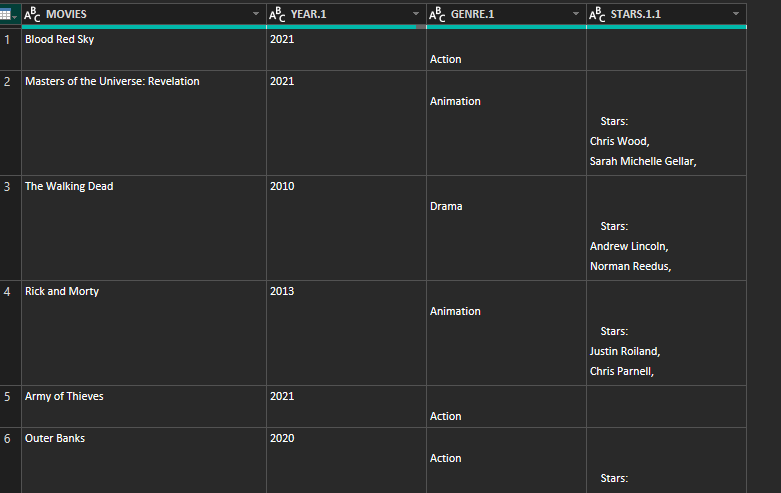 ABC MOVIES ABC YEAR.1 ABC GENRE.1 ABC STARS.1.1
1 Blood Red Sky 2021
Action
2 Masters of the Universe: Revelation 2021
Animation
Stars:
Chris Wood,
Sarah Michelle Gellar,
3 The Walking Dead 2010
Drama
Stars:
Andrew Lincoln,
Norman Reedus,
4 Rick and Morty 2013
Animation
Stars:
Justin Roiland,
Chris Parnell,
5 Army of Thieves 2021
Action
6 Outer Banks 2020
Action
Stars: